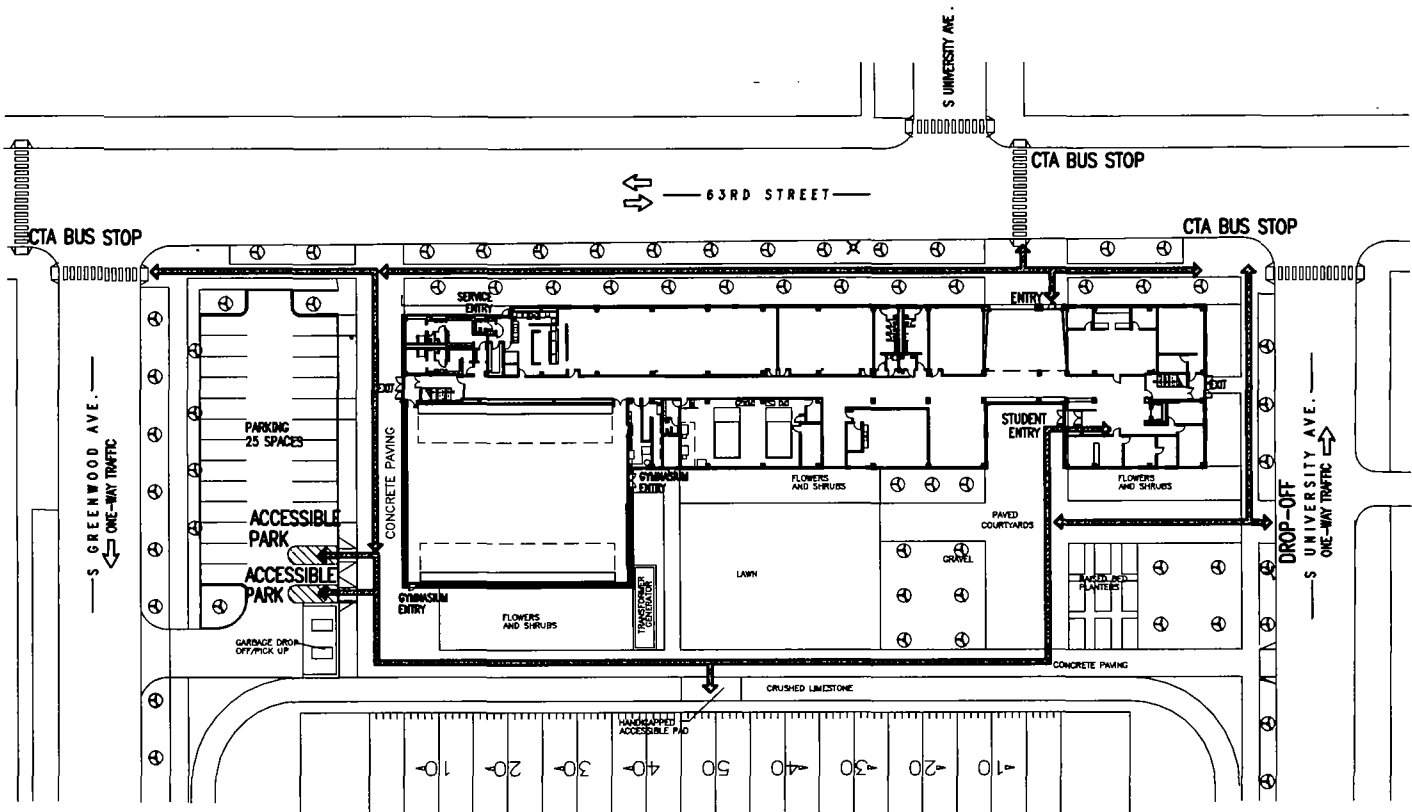 S UNIVERSITY AVE.
CTA BUS STOP
63RD STREET
CTA BUS STOP
CTA BUS STOP
SERVICE
ENTRY
ENTRY
EXIT
EXIT
S GREENWOOD AVE.
ONE-WAY TRAFFIC
PARKING
25 SPACES
CONCRETE PAVING
STUDENT
ENTRY
GYMNASIUM
ENTRY
FLOWERS
AND SHRUBS
FLOWERS
AND SHRUBS
S UNIVERSITY AVE.
ONE-WAY TRAFFIC
DROP-OFF
ACCESSIBLE
PARK
ACCESSIBLE
PARK
PAVED
COURTYARDS
GRAVEL
LAWN
RAISED BED
PLANTERS
GYMNASIUM
ENTRY
TRANSFORMER
GENERATOR
FLOWERS
AND SHRUBS
GARBAGE DROP
OFF/PICK UP
CONCRETE PAVING
CRUSHED LIMESTONE
HANDICAPPED
ACCESSIBLE PAD
10 20 30 40 50 40 30 20 10